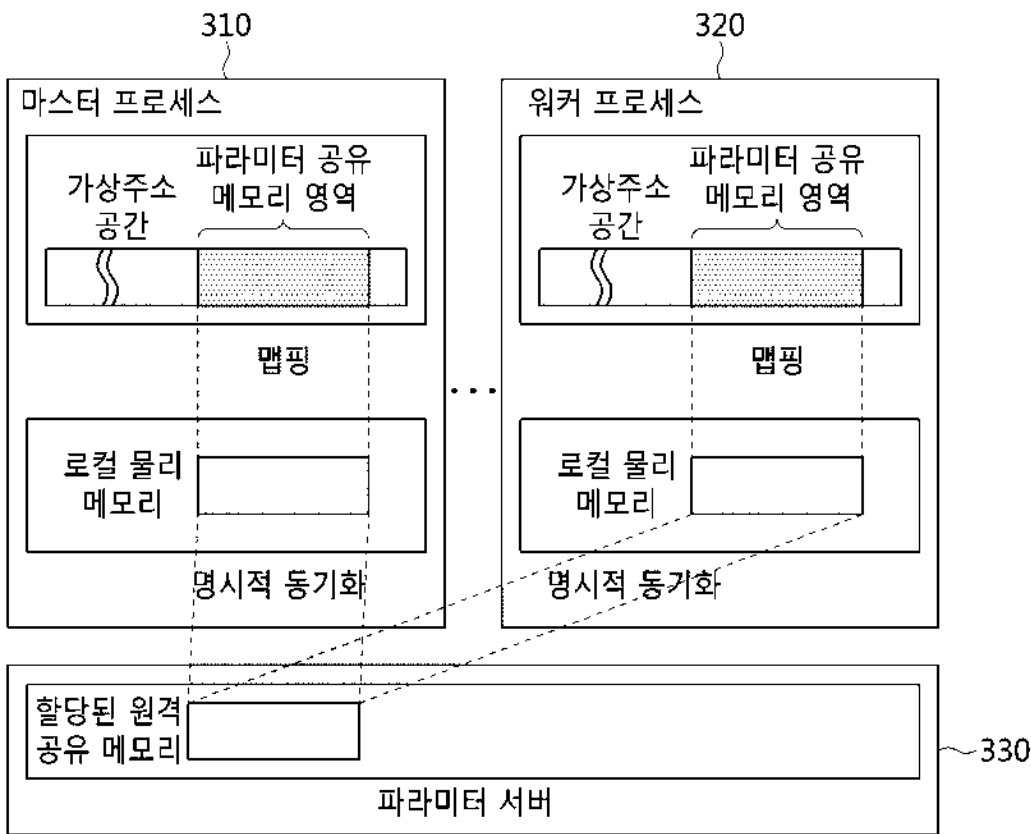 310
320
마스터 프로세스
가상주소
공간
파라미터 공유
메모리 영역
맵핑
로컬 물리
메모리
명시적 동기화
...
워커 프로세스
가상주소
공간
파라미터 공유
메모리 영역
맵핑
로컬 물리
메모리
명시적 동기화
할당된 원격
공유 메모리
파라미터 서버
330